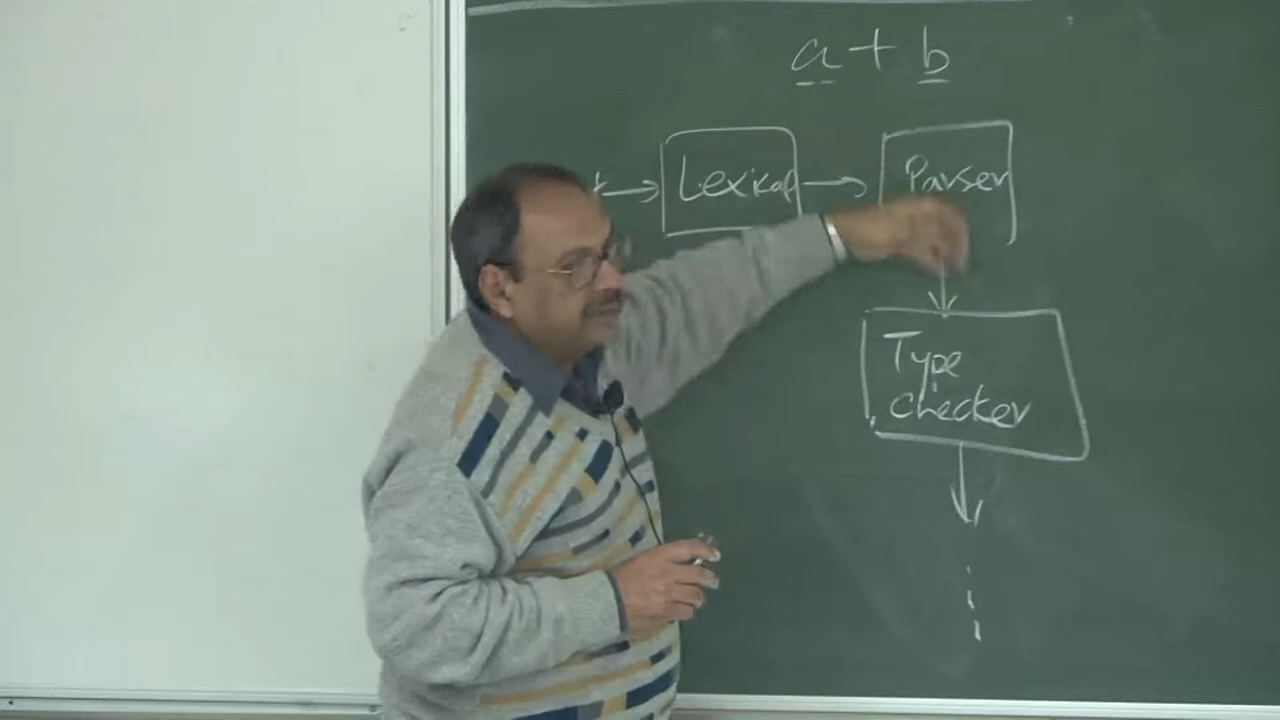 a + b
Lexical
Parser
Type
checker